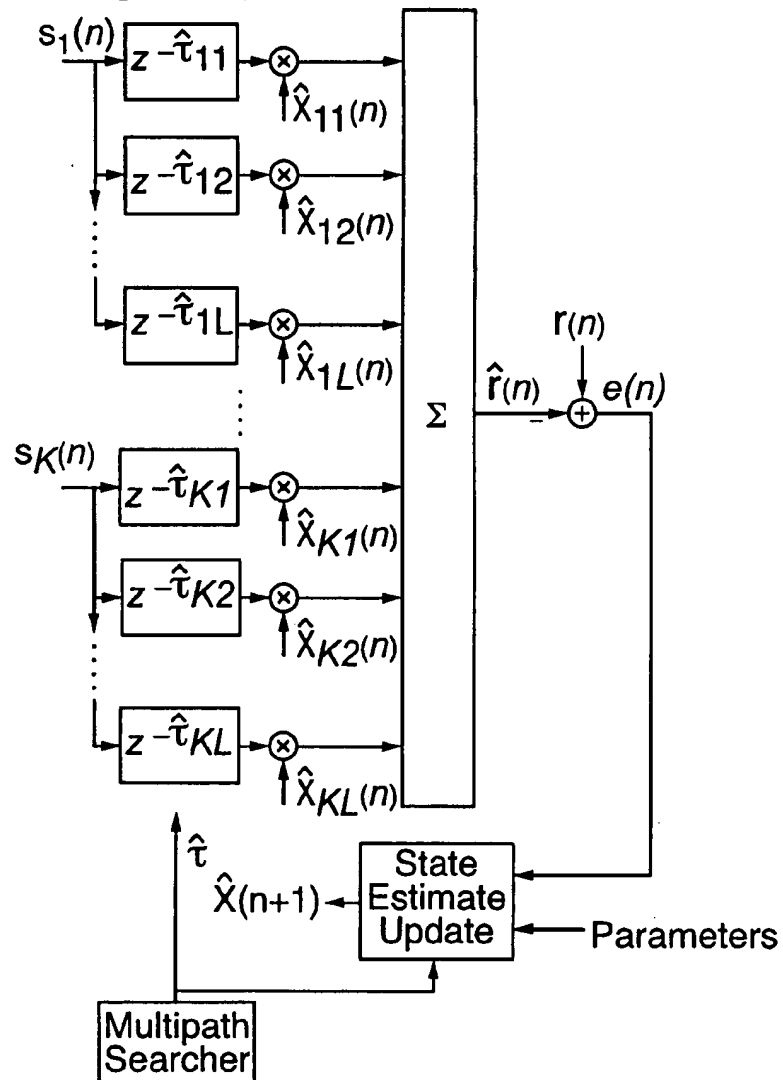 s1(n)
z −τ̂11
⊗
x̂11(n)
z −τ̂12
⊗
x̂12(n)
z −τ̂1L
⊗
x̂1L(n)
Σ
r(n)
r̂(n)
−
+
e(n)
sK(n)
z −τ̂K1
⊗
x̂K1(n)
z −τ̂K2
⊗
x̂K2(n)
z −τ̂KL
⊗
x̂KL(n)
τ̂
State
Estimate
Update
x̂(n+1)
Parameters
Multipath
Searcher